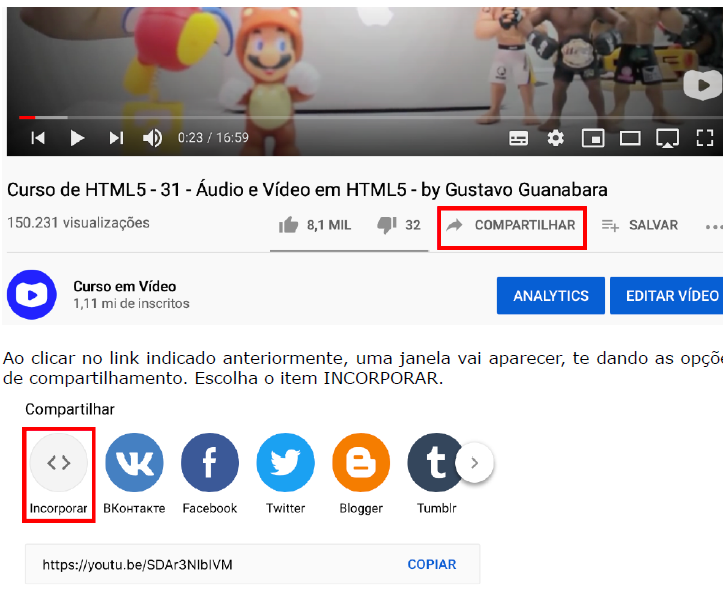 0:23 / 16:59
Curso de HTML5 - 31 - Áudio e Vídeo em HTML5 - by Gustavo Guanabara
150.231 visualizações
8,1 MIL
32
COMPARTILHAR
SALVAR
Curso em Vídeo
1,11 mi de inscritos
ANALYTICS
EDITAR VÍDEO
Ao clicar no link indicado anteriormente, uma janela vai aparecer, te dando as opçõe
de compartilhamento. Escolha o item INCORPORAR.
Compartilhar
Incorporar
ВКонтакте
Facebook
Twitter
Blogger
Tumblr
https://youtu.be/SDAr3NIbIVM
COPIAR